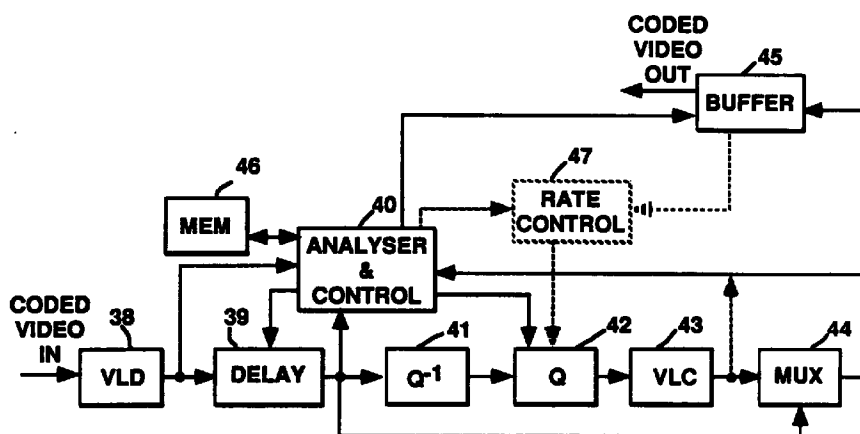 CODED
VIDEO
OUT
45
BUFFER
46
MEM
40
ANALYSER
&
CONTROL
47
RATE
CONTROL
CODED
VIDEO
IN
38
VLD
39
DELAY
41
Q-1
42
Q
43
VLC
44
MUX